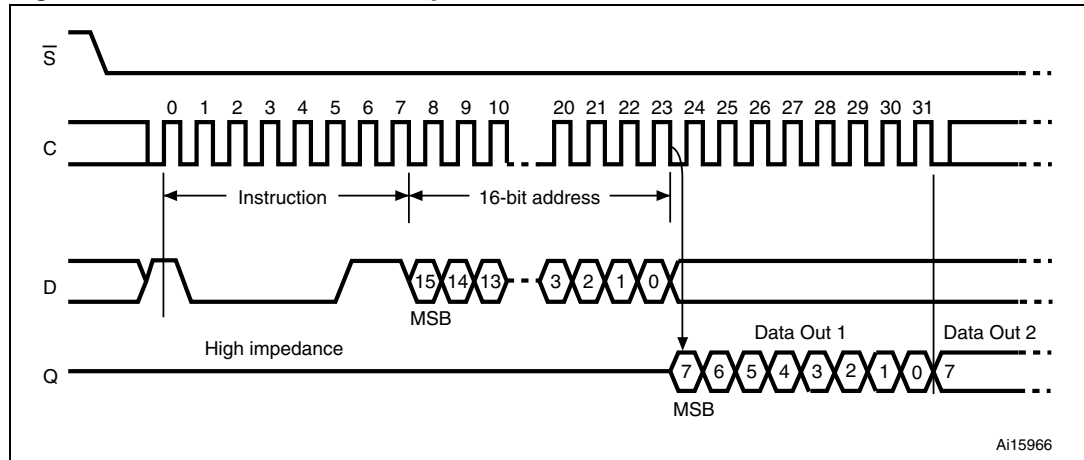 S
0 1 2 3 4 5 6 7 8 9 10 20 21 22 23 24 25 26 27 28 29 30 31
C
Instruction 16-bit address
D 15 14 13 3 2 1 0
MSB
High impedance Data Out 1 Data Out 2
Q 7 6 5 4 3 2 1 0 7
MSB
Ai15966